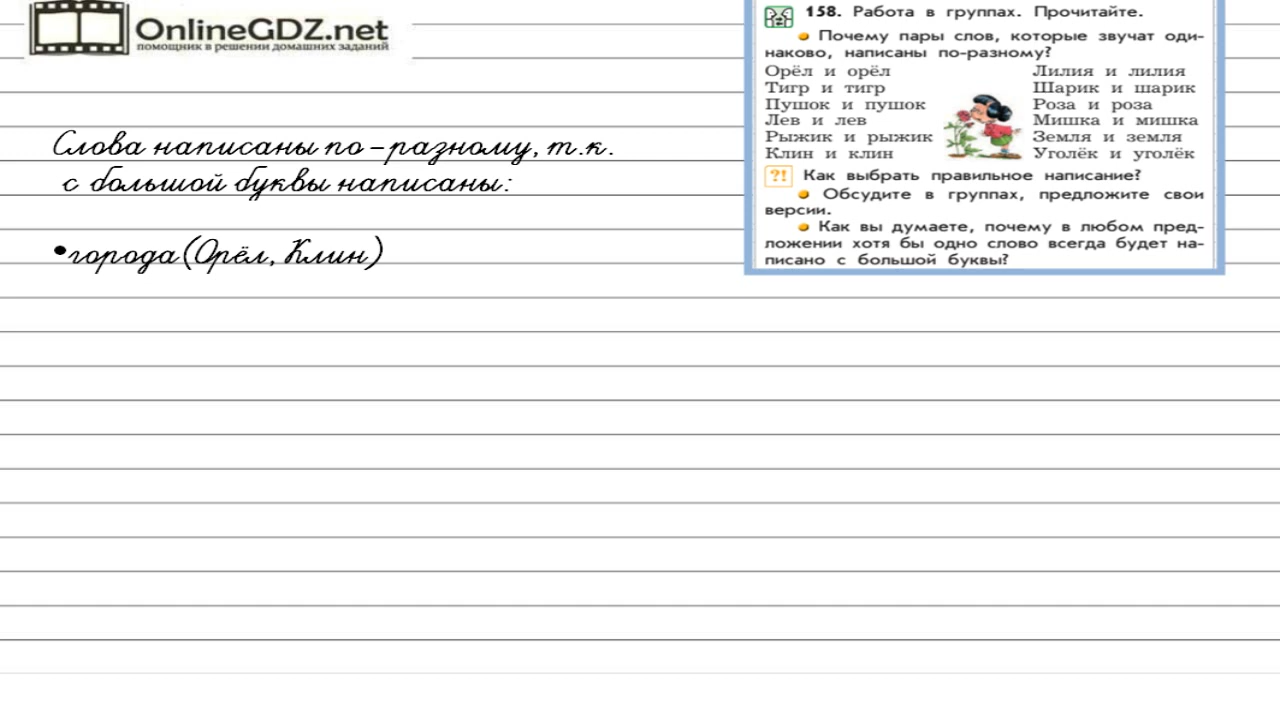 OnlineGDZ.net
помощник в решении домашних заданий
Слова написаны по-разному, т.к.
с большой буквы написаны:
•города (Орёл, Клин)
158. Работа в группах. Прочитайте.
Почему пары слов, которые звучат оди-
наково, написаны по-разному?
Орёл и орёл
Тигр и тигр
Пушок и пушок
Лев и лев
Рыжик и рыжик
Клин и клин
Лилия и лилия
Шарик и шарик
Роза и роза
Мишка и мишка
Земля и земля
Уголёк и уголёк
?! Как выбрать правильное написание?
Обсудите в группах, предложите свои
версии.
Как вы думаете, почему в любом пред-
ложении хотя бы одно слово всегда будет на-
писано с большой буквы?